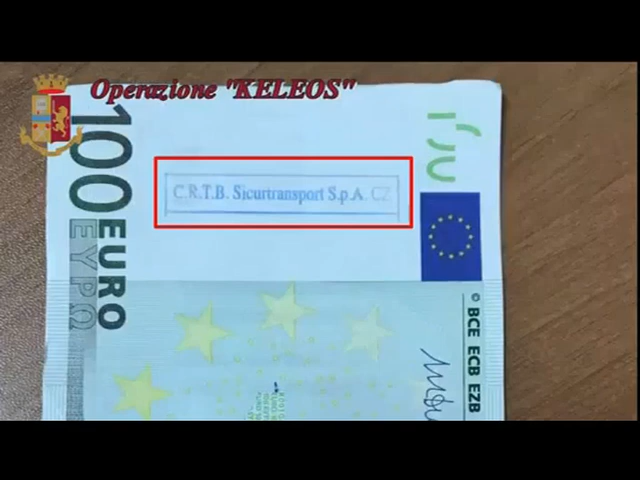 Operazione "KELEOS"
100 EURO
ΕΥΡΩ
C.R.T.B. Sicurtransport S.p.A. CZ
© BCE ECB EZB